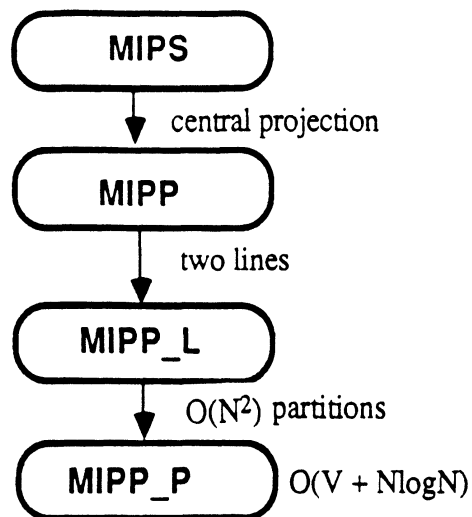 MIPS
central projection
MIPP
two lines
MIPP_L
O(N²) partitions
MIPP_P O(V + NlogN)